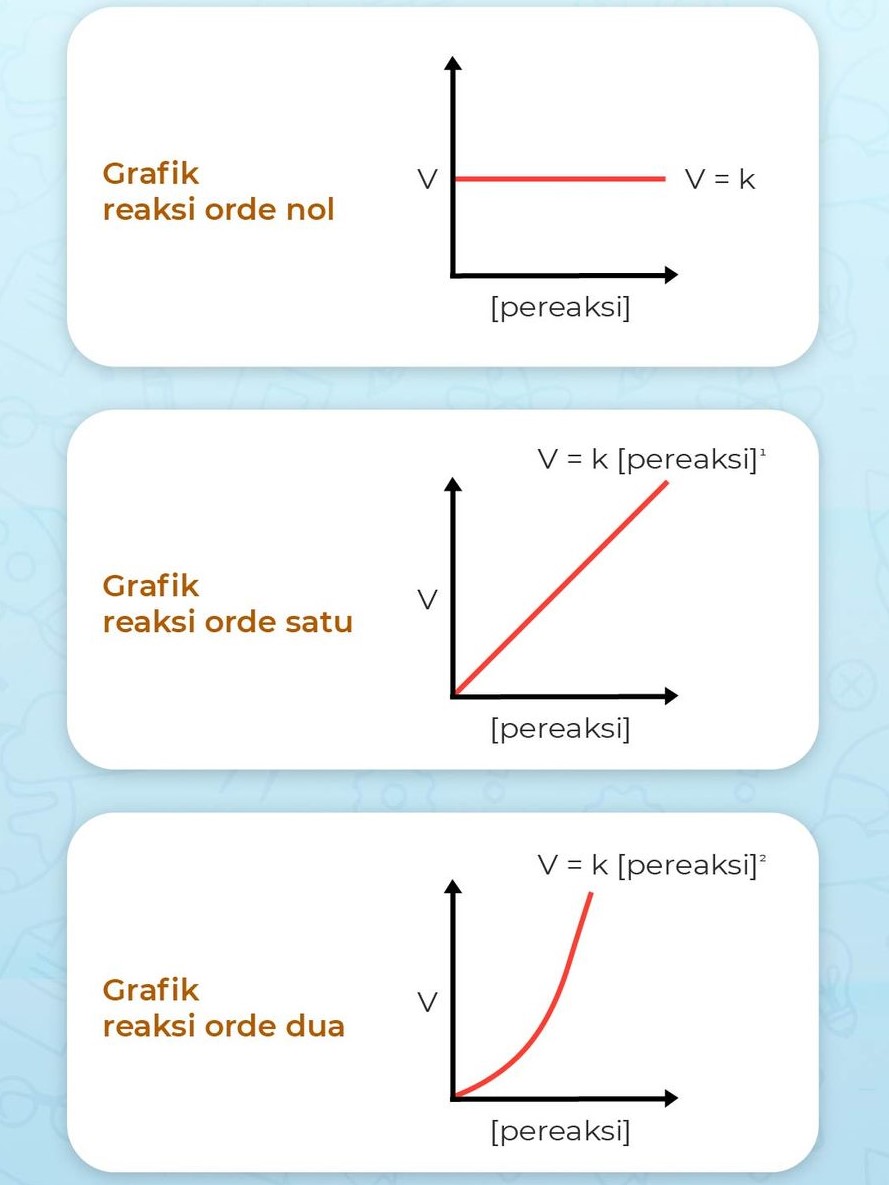 Grafik
reaksi orde nol
V
V = k
[pereaksi]
V = k [pereaksi]¹
Grafik
reaksi orde satu
V
[pereaksi]
V = k [pereaksi]²
Grafik
reaksi orde dua
V
[pereaksi]